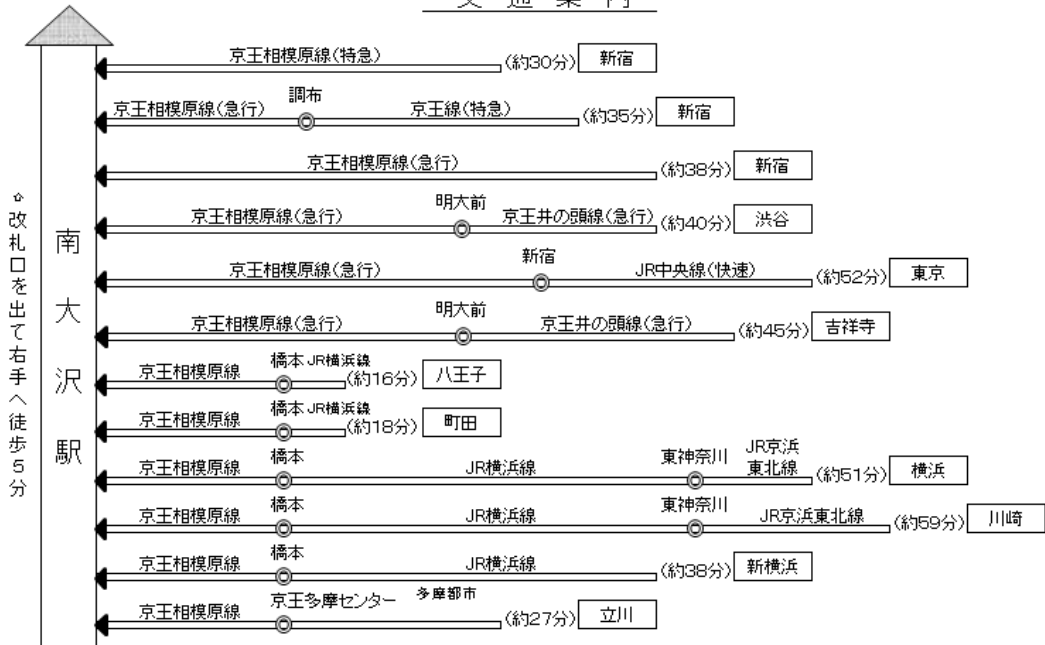 交通案内
京王相模原線(特急) (約30分) 新宿
調布
京王相模原線(急行) 京王線(特急) (約35分) 新宿
京王相模原線(急行) (約38分) 新宿
明大前
京王相模原線(急行) 京王井の頭線(急行) (約40分) 渋谷
新宿
京王相模原線(急行) JR中央線(快速) (約52分) 東京
明大前
京王相模原線(急行) 京王井の頭線(急行) (約45分) 吉祥寺
橋本 JR横浜線
京王相模原線 (約16分) 八王子
橋本 JR横浜線
京王相模原線 (約18分) 町田
橋本 東神奈川 JR京浜
京王相模原線 JR横浜線 東北線 (約51分) 横浜
橋本 東神奈川
京王相模原線 JR横浜線 JR京浜東北線 (約59分) 川崎
橋本
京王相模原線 JR横浜線 (約38分) 新横浜
京王多摩センター 多摩都市
京王相模原線 (約27分) 立川
南大沢駅
⇧改札口を出て右手へ徒歩5分